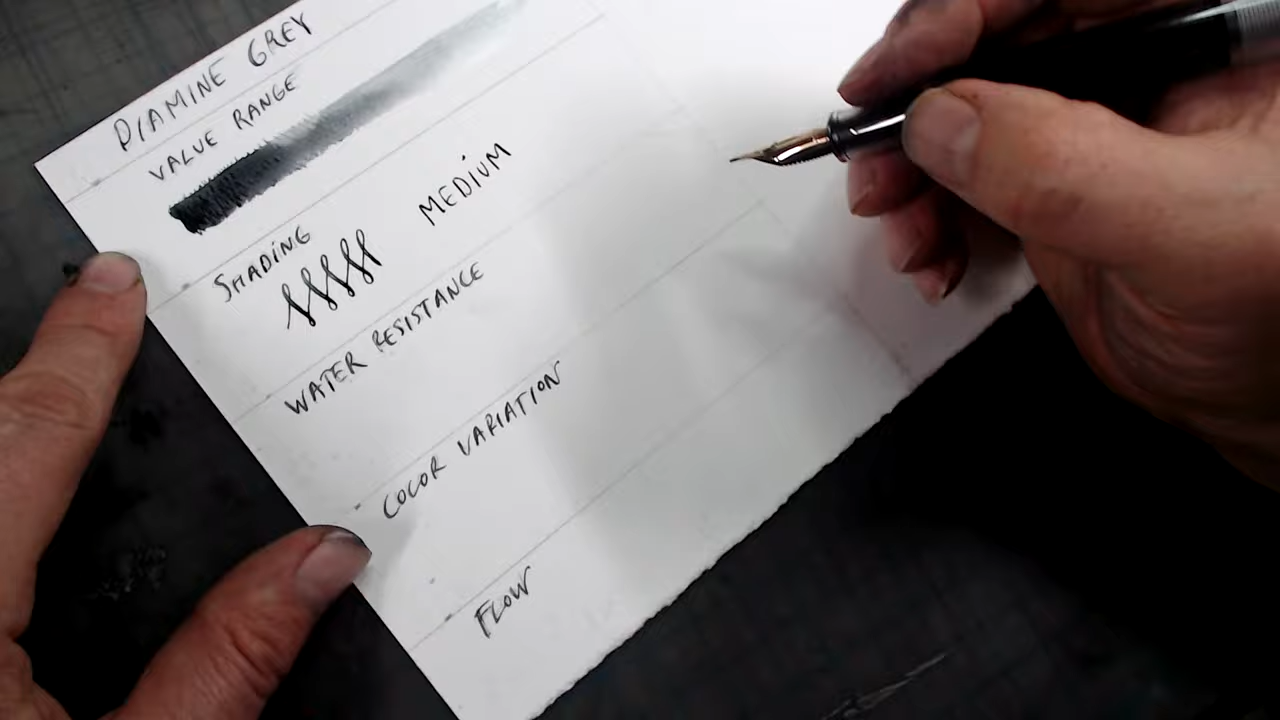 DIAMINE GREY
VALUE RANGE
SHADING
MEDIUM
WATER RESISTANCE
COLOR VARIATION
FLOW